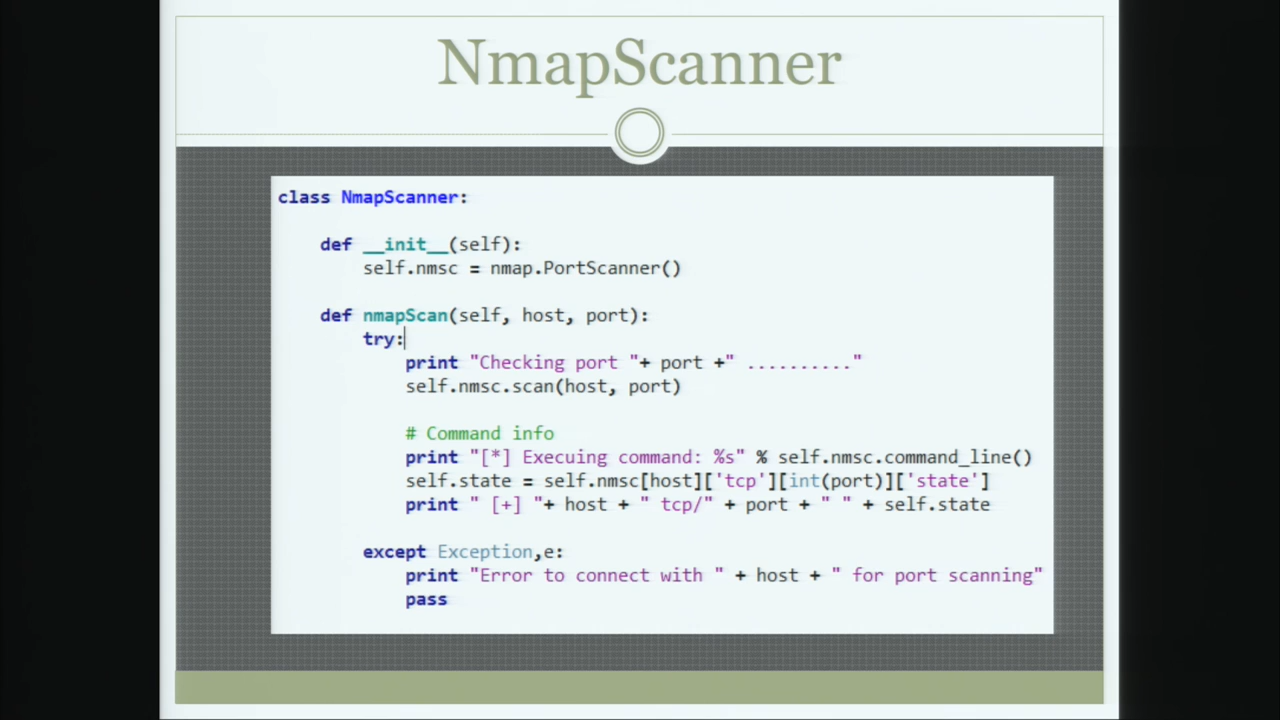 NmapScanner
class NmapScanner:
def __init__(self):
self.nmsc = nmap.PortScanner()
def nmapScan(self, host, port):
try:
print "Checking port "+ port +" .........."
self.nmsc.scan(host, port)
# Command info
print "[*] Execuing command: %s" % self.nmsc.command_line()
self.state = self.nmsc[host]['tcp'][int(port)]['state']
print " [+] "+ host + " tcp/" + port + " " + self.state
except Exception,e:
print "Error to connect with " + host + " for port scanning"
pass